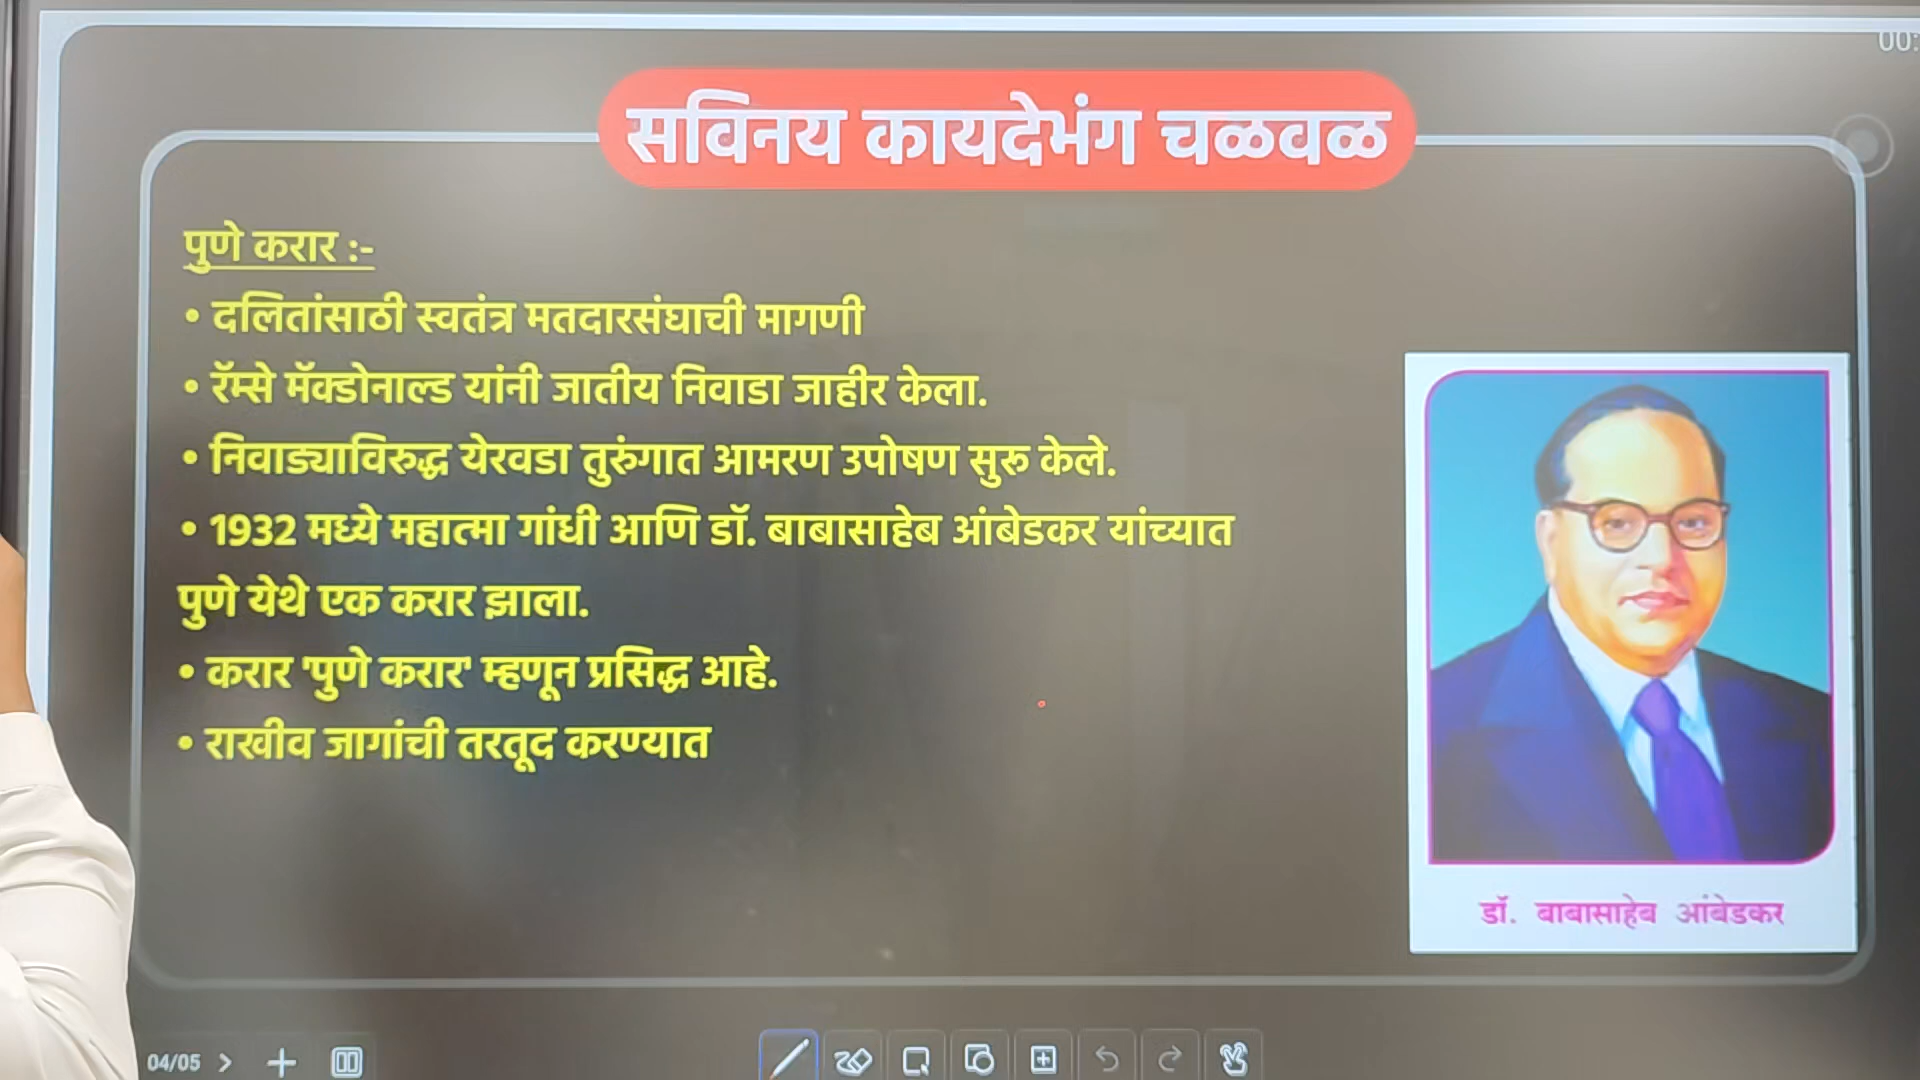 00:
सविनय कायदेभंग चळवळ
पुणे करार :-
• दलितांसाठी स्वतंत्र मतदारसंघाची मागणी
• रॅम्से मॅक्डोनाल्ड यांनी जातीय निवाडा जाहीर केला.
• निवाड्याविरुद्ध येरवडा तुरुंगात आमरण उपोषण सुरू केले.
• 1932 मध्ये महात्मा गांधी आणि डॉ. बाबासाहेब आंबेडकर यांच्यात
पुणे येथे एक करार झाला.
• करार 'पुणे करार' म्हणून प्रसिद्ध आहे.
• राखीव जागांची तरतूद करण्यात
डॉ. बाबासाहेब आंबेडकर
04/05